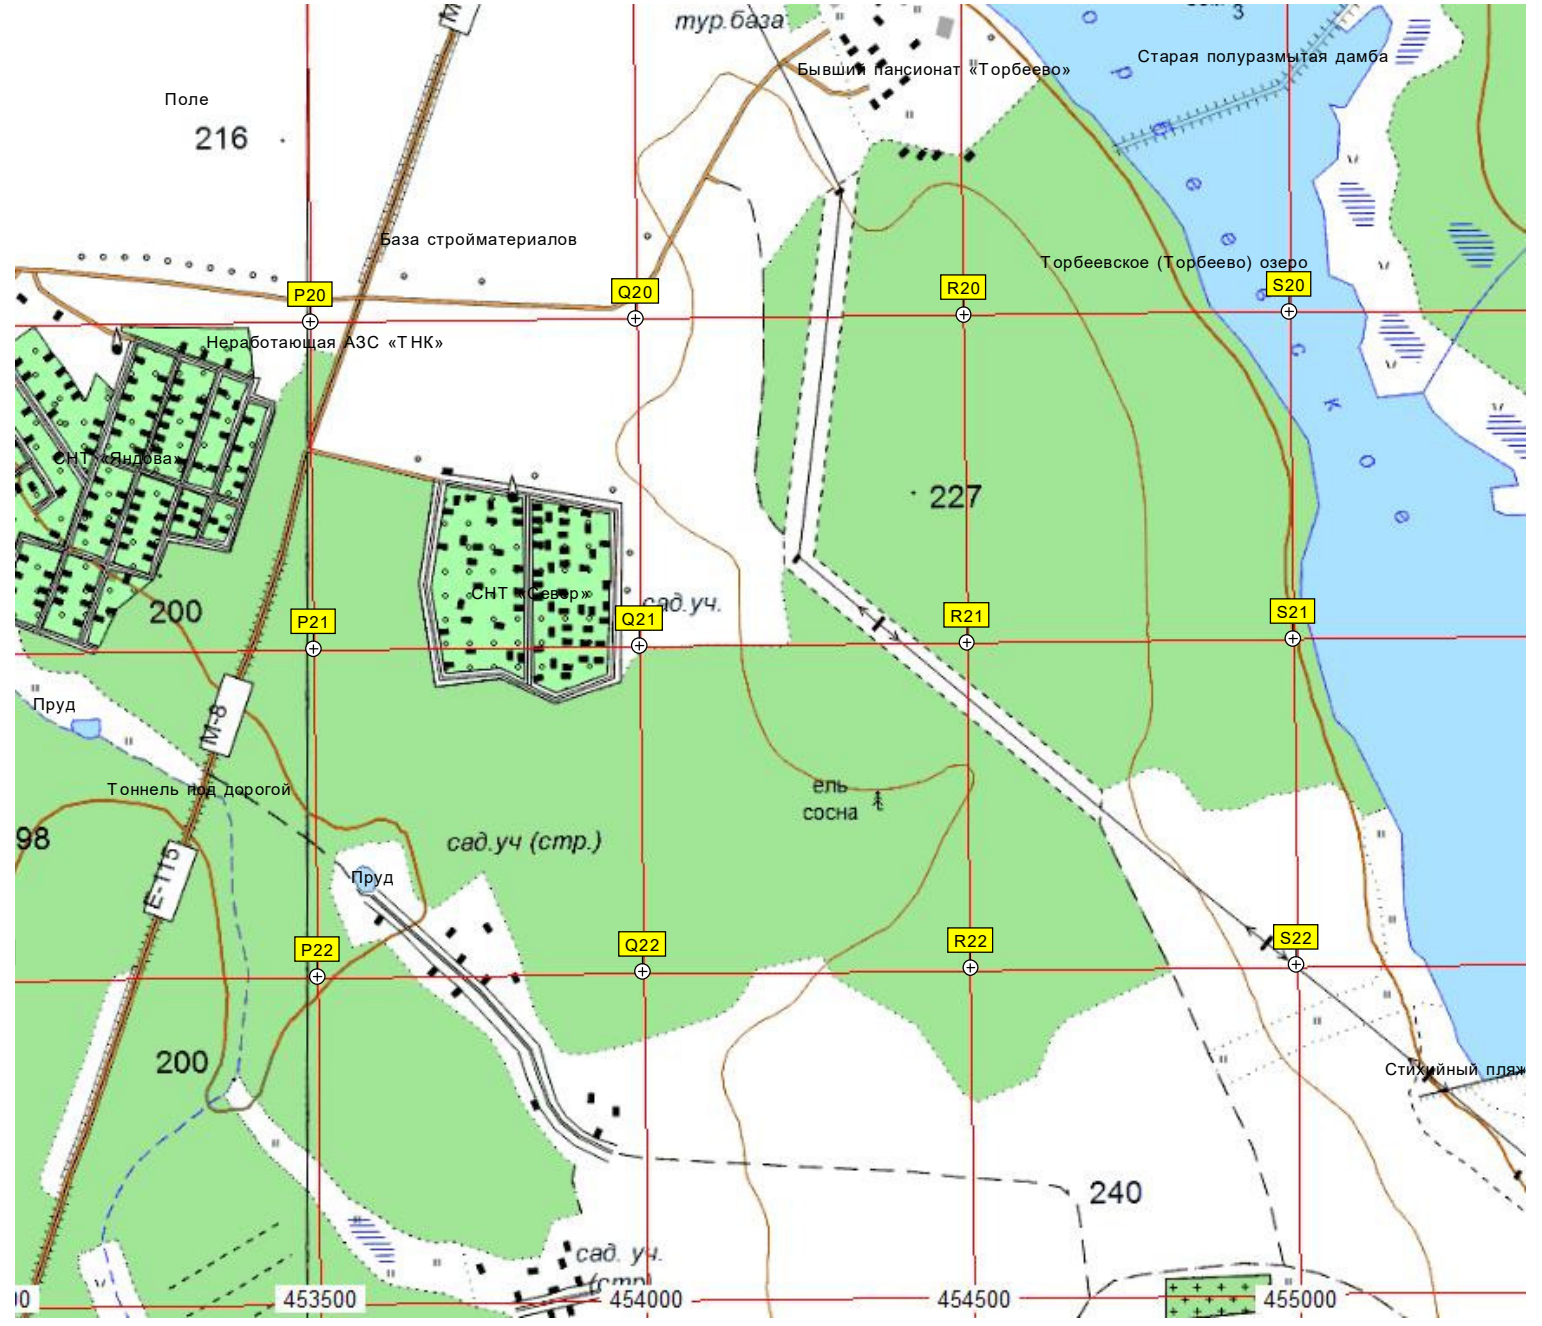 М
тур.база
3
Старая полуразмытая дамба
Бывший пансионат «Торбеево»
Поле
216
База стройматериалов
Торбеевское (Торбеево) озеро
о
р
б
е
е
в
с
к
о
е
P20
Q20
R20
S20
Неработающая АЗС «ТНК»
СНТ «Яндова»
227
200
СНТ «Север»
сад.уч.
P21
Q21
R21
S21
Пруд
М-8
Тоннель под дорогой
ель
сосна
98
сад.уч (стр.)
Е-115
Пруд
P22
Q22
R22
S22
200
Стихийный пляж
240
сад. уч.
(стр
00
453500
454000
454500
455000